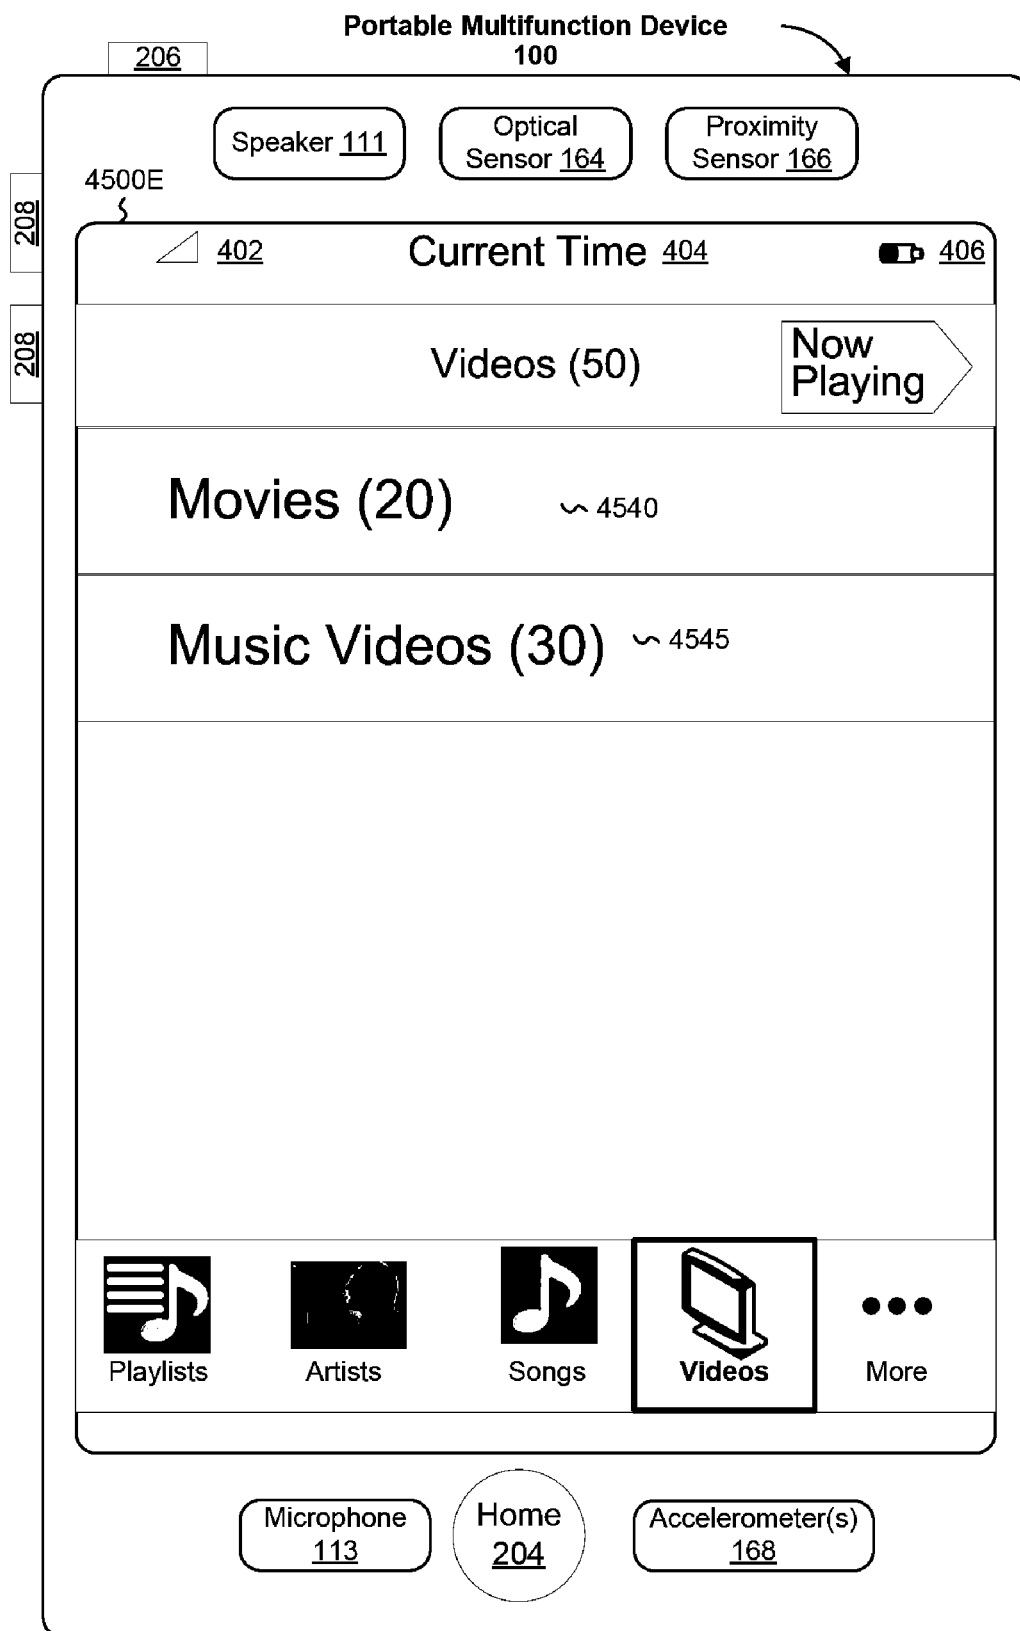 Portable Multifunction Device
100
206
Speaker 111
Optical
Sensor 164
Proximity
Sensor 166
4500E
208
402
Current Time 404
406
208
Videos (50)
Now
Playing
Movies (20)
4540
Music Videos (30)
4545
Playlists
Artists
Songs
Videos
More
Microphone
113
Home
204
Accelerometer(s)
168